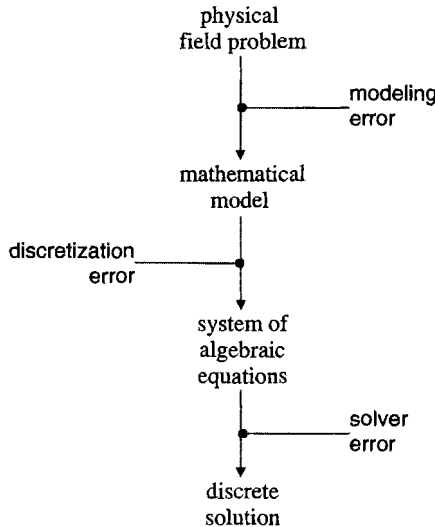 physical
field problem
modeling
error
mathematical
model
discretization
error
system of
algebraic
equations
solver
error
discrete
solution